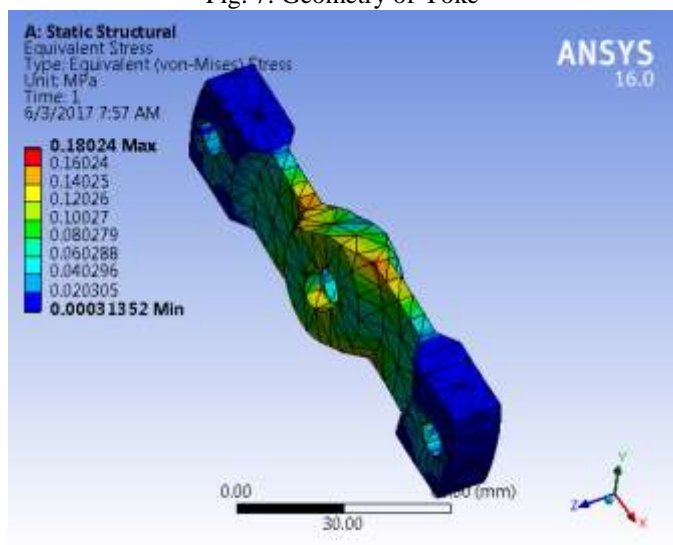 Fig. 7. Geometry of Yoke
A: Static Structural
Equivalent Stress
Type: Equivalent (von-Mises) Stress
Unit: MPa
Time: 1
6/3/2017 7:57 AM
ANSYS
16.0
0.18024 Max
0.16024
0.14025
0.12026
0.10027
0.080279
0.060288
0.040296
0.020305
0.00031352 Min
0.00
(mm)
30.00
Y
Z
X